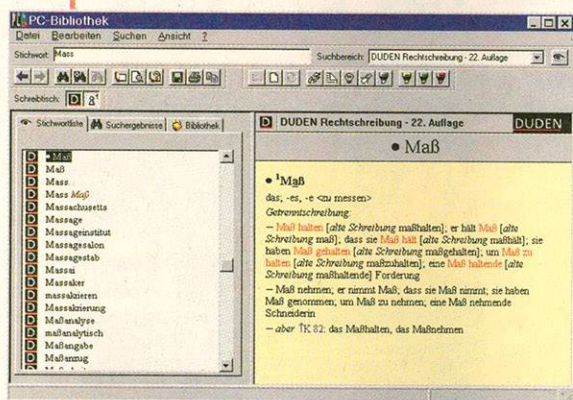 PC-Bibliothek
Datei Bearbeiten Suchen Ansicht ?
Stichwort: Mass Suchbereich: DUDEN Rechtschreibung - 22. Auflage
Schreibtisch:
Stichwortliste Suchergebnisse Bibliothek
• Maß
Maß
Mass...
Mass Maß
Massachusetts
Massage
Massageinstitut
Massagesalon
Massagestab
Massai
Massaker
massakrieren
Massakrierung
Maßanalyse
maßanalytisch
Maßangabe
Maßanzug
D DUDEN Rechtschreibung - 22. Auflage DUDEN
• Maß
• ¹Maß
das; -es, -e <zu messen>
Getrenntschreibung:
– Maß halten [alte Schreibung maßhalten]; er hält Maß [alte
Schreibung maß]; dass sie Maß hält [alte Schreibung maßhält]; sie
haben Maß gehalten [alte Schreibung maßgehalten]; um Maß zu
halten [alte Schreibung maßzuhalten]; eine Maß haltende [alte
Schreibung maßhaltende] Forderung
– Maß nehmen; er nimmt Maß; dass sie Maß nimmt; sie haben
Maß genommen; um Maß zu nehmen; eine Maß nehmende
Schneiderin
– aber TK 82: das Maßhalten, das Maßnehmen